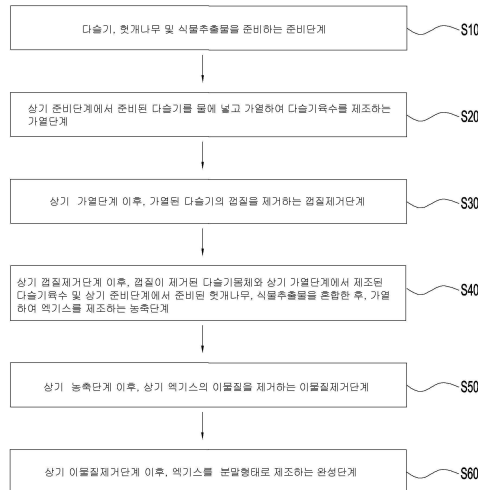 다슬기, 헛개나무 및 식물추출물을 준비하는 준비단계
S10
상기 준비단계에서 준비된 다슬기를 물에 넣고 가열하여 다슬기육수를 제조하는
가열단계
S20
상기 가열단계 이후, 가열된 다슬기의 껍질을 제거하는 껍질제거단계
S30
상기 껍질제거단계 이후, 껍질이 제거된 다슬기몸체와 상기 가열단계에서 제조된
다슬기육수 및 상기 준비단계에서 준비된 헛개나무, 식물추출물을 혼합한 후, 가열
하여 엑기스를 제조하는 농축단계
S40
상기 농축단계 이후, 상기 엑기스의 이물질을 제거하는 이물질제거단계
S50
상기 이물질제거단계 이후, 엑기스를 분말형태로 제조하는 완성단계
S60